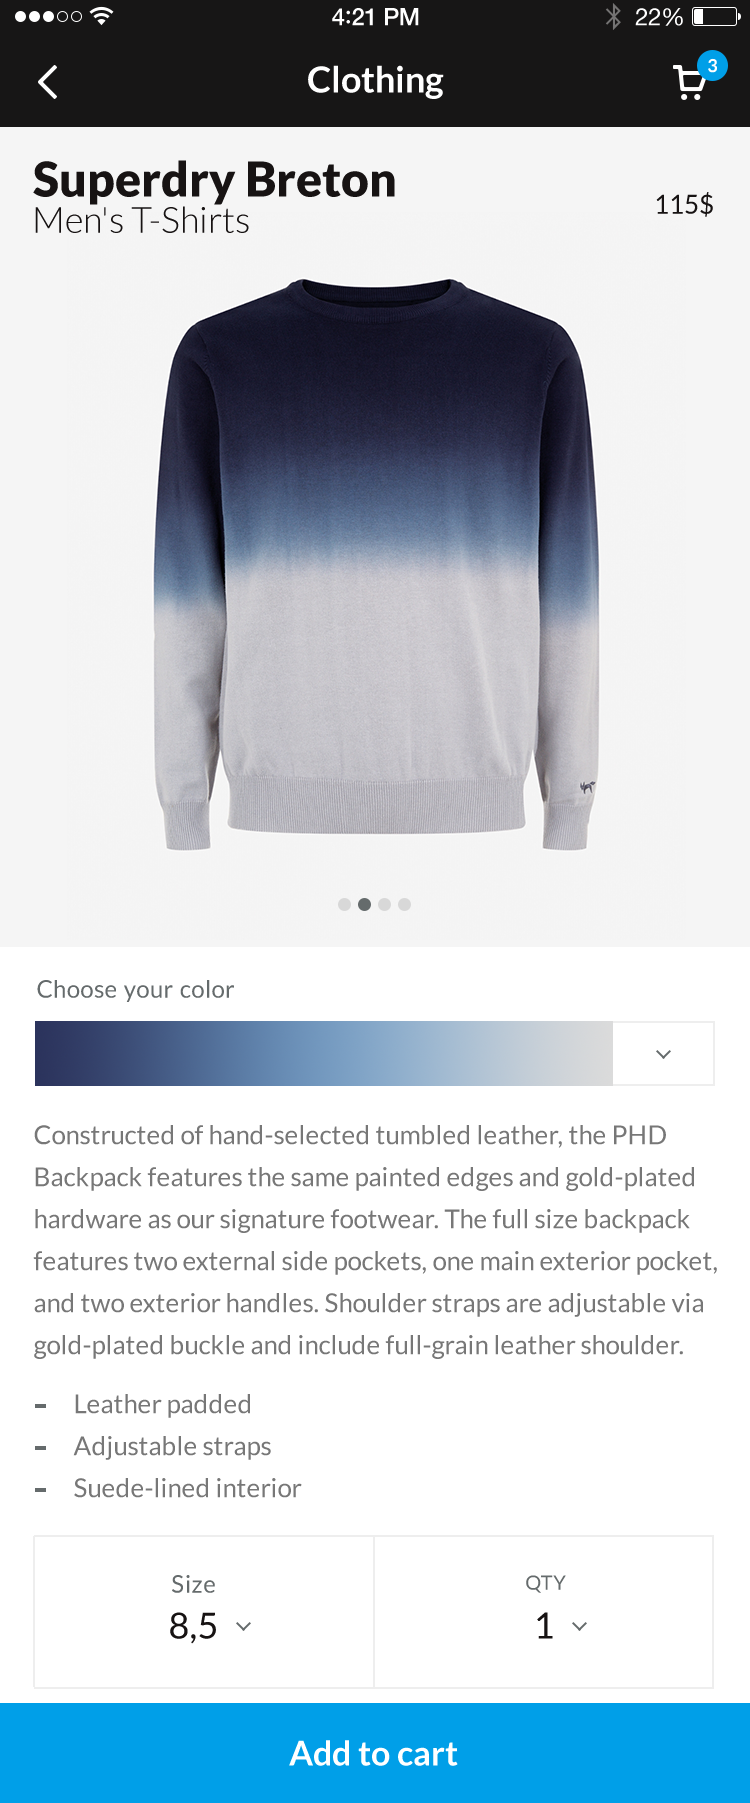 4:21 PM
22%
Clothing
3
Superdry Breton
Men's T-Shirts
115$
Choose your color
Constructed of hand-selected tumbled leather, the PHD
Backpack features the same painted edges and gold-plated
hardware as our signature footwear. The full size backpack
features two external side pockets, one main exterior pocket,
and two exterior handles. Shoulder straps are adjustable via
gold-plated buckle and include full-grain leather shoulder.
- Leather padded
- Adjustable straps
- Suede-lined interior
Size
8,5
QTY
1
Add to cart